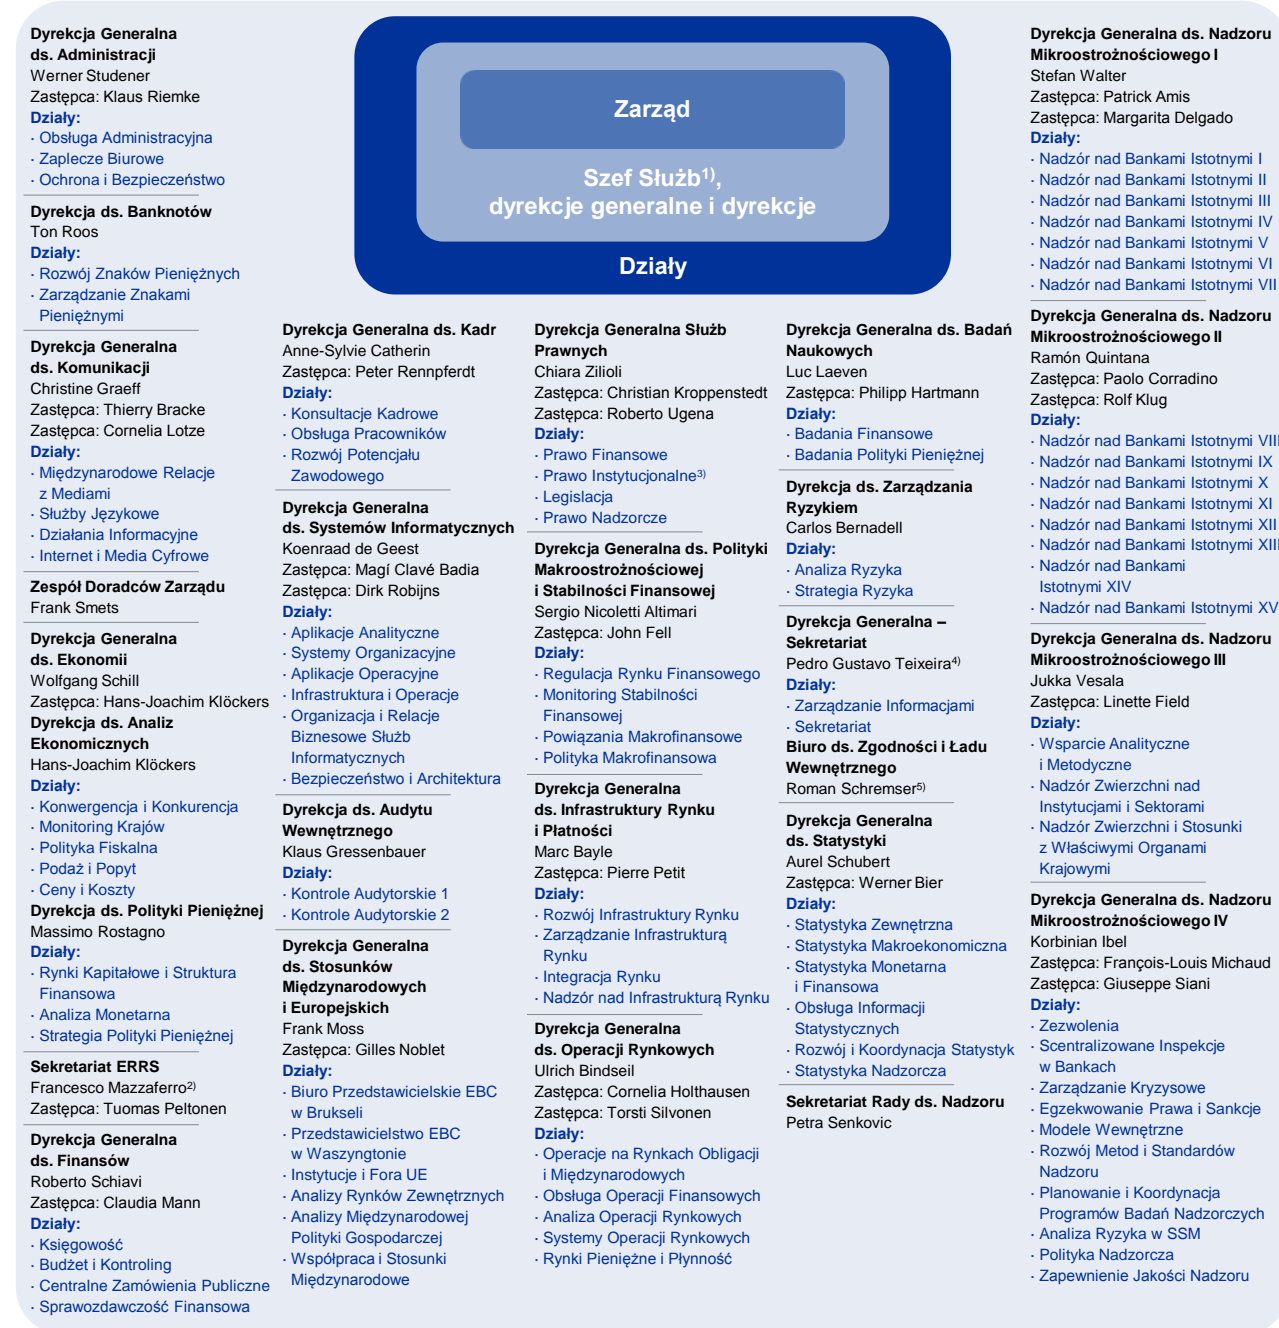 Dyrekcja Generalna
ds. Administracji
Werner Studener
Zastępca: Klaus Riemke
Działy:
· Obsługa Administracyjna
· Zaplecze Biurowe
· Ochrona i Bezpieczeństwo
Dyrekcja ds. Banknotów
Ton Roos
Działy:
· Rozwój Znaków Pieniężnych
· Zarządzanie Znakami
Pieniężnymi
Dyrekcja Generalna
ds. Komunikacji
Christine Graeff
Zastępca: Thierry Bracke
Zastępca: Cornelia Lotze
Działy:
· Międzynarodowe Relacje
z Mediami
· Służby Językowe
· Działania Informacyjne
· Internet i Media Cyfrowe
Zespół Doradców Zarządu
Frank Smets
Dyrekcja Generalna
ds. Ekonomii
Wolfgang Schill
Zastępca: Hans-Joachim Klöckers
Dyrekcja ds. Analiz
Ekonomicznych
Hans-Joachim Klöckers
Działy:
· Konwergencja i Konkurencja
· Monitoring Krajów
· Polityka Fiskalna
· Podaż i Popyt
· Ceny i Koszty
Dyrekcja ds. Polityki Pieniężnej
Massimo Rostagno
Działy:
· Rynki Kapitałowe i Struktura
Finansowa
· Analiza Monetarna
· Strategia Polityki Pieniężnej
Sekretariat ERRS
Francesco Mazzaferro2)
Zastępca: Tuomas Peltonen
Dyrekcja Generalna
ds. Finansów
Roberto Schiavi
Zastępca: Claudia Mann
Działy:
· Księgowość
· Budżet i Kontroling
· Centralne Zamówienia Publiczne
· Sprawozdawczość Finansowa
Zarząd
Szef Służb1),
dyrekcje generalne i dyrekcje
Działy
Dyrekcja Generalna ds. Kadr
Anne-Sylvie Catherin
Zastępca: Peter Rennpferdt
Działy:
· Konsultacje Kadrowe
· Obsługa Pracowników
· Rozwój Potencjału
Zawodowego
Dyrekcja Generalna
ds. Systemów Informatycznych
Koenraad de Geest
Zastępca: Magí Clavé Badia
Zastępca: Dirk Robijns
Działy:
· Aplikacje Analityczne
· Systemy Organizacyjne
· Aplikacje Operacyjne
· Infrastruktura i Operacje
· Organizacja i Relacje
Biznesowe Służb
Informatycznych
· Bezpieczeństwo i Architektura
Dyrekcja ds. Audytu
Wewnętrznego
Klaus Gressenbauer
Działy:
· Kontrole Audytorskie 1
· Kontrole Audytorskie 2
Dyrekcja Generalna
ds. Stosunków
Międzynarodowych
i Europejskich
Frank Moss
Zastępca: Gilles Noblet
Działy:
· Biuro Przedstawicielskie EBC
w Brukseli
· Przedstawicielstwo EBC
w Waszyngtonie
· Instytucje i Fora UE
· Analizy Rynków Zewnętrznych
· Analizy Międzynarodowej
Polityki Gospodarczej
· Współpraca i Stosunki
Międzynarodowe
Dyrekcja Generalna Służb
Prawnych
Chiara Zilioli
Zastępca: Christian Kroppenstedt
Zastępca: Roberto Ugena
Działy:
· Prawo Finansowe
· Prawo Instytucjonalne3)
· Legislacja
· Prawo Nadzorcze
Dyrekcja Generalna ds. Polityki
Makroostrożnościowej
i Stabilności Finansowej
Sergio Nicoletti Altimari
Zastępca: John Fell
Działy:
· Regulacja Rynku Finansowego
· Monitoring Stabilności
Finansowej
· Powiązania Makrofinansowe
· Polityka Makrofinansowa
Dyrekcja Generalna
ds. Infrastruktury Rynku
i Płatności
Marc Bayle
Zastępca: Pierre Petit
Działy:
· Rozwój Infrastruktury Rynku
· Zarządzanie Infrastrukturą
Rynku
· Integracja Rynku
· Nadzór nad Infrastrukturą Rynku
Dyrekcja Generalna
ds. Operacji Rynkowych
Ulrich Bindseil
Zastępca: Cornelia Holthausen
Zastępca: Torsti Silvonen
Działy:
· Operacje na Rynkach Obligacji
i Międzynarodowych
· Obsługa Operacji Finansowych
· Analiza Operacji Rynkowych
· Systemy Operacji Rynkowych
· Rynki Pieniężne i Płynność
Dyrekcja Generalna ds. Badań
Naukowych
Luc Laeven
Zastępca: Philipp Hartmann
Działy:
· Badania Finansowe
· Badania Polityki Pieniężnej
Dyrekcja ds. Zarządzania
Ryzykiem
Carlos Bernadell
Działy:
· Analiza Ryzyka
· Strategia Ryzyka
Dyrekcja Generalna –
Sekretariat
Pedro Gustavo Teixeira4)
Działy:
· Zarządzanie Informacjami
· Sekretariat
Biuro ds. Zgodności i Ładu
Wewnętrznego
Roman Schremser5)
Dyrekcja Generalna
ds. Statystyki
Aurel Schubert
Zastępca: Werner Bier
Działy:
· Statystyka Zewnętrzna
· Statystyka Makroekonomiczna
· Statystyka Monetarna
i Finansowa
· Obsługa Informacji
Statystycznych
· Rozwój i Koordynacja Statystyk
· Statystyka Nadzorcza
Sekretariat Rady ds. Nadzoru
Petra Senkovic
Dyrekcja Generalna ds. Nadzoru
Mikroostrożnościowego I
Stefan Walter
Zastępca: Patrick Amis
Zastępca: Margarita Delgado
Działy:
· Nadzór nad Bankami Istotnymi I
· Nadzór nad Bankami Istotnymi II
· Nadzór nad Bankami Istotnymi III
· Nadzór nad Bankami Istotnymi IV
· Nadzór nad Bankami Istotnymi V
· Nadzór nad Bankami Istotnymi VI
· Nadzór nad Bankami Istotnymi VII
Dyrekcja Generalna ds. Nadzoru
Mikroostrożnościowego II
Ramón Quintana
Zastępca: Paolo Corradino
Zastępca: Rolf Klug
Działy:
· Nadzór nad Bankami Istotnymi VIII
· Nadzór nad Bankami Istotnymi IX
· Nadzór nad Bankami Istotnymi X
· Nadzór nad Bankami Istotnymi XI
· Nadzór nad Bankami Istotnymi XII
· Nadzór nad Bankami Istotnymi XIII
· Nadzór nad Bankami
Istotnymi XIV
· Nadzór nad Bankami Istotnymi XV
Dyrekcja Generalna ds. Nadzoru
Mikroostrożnościowego III
Jukka Vesala
Zastępca: Linette Field
Działy:
· Wsparcie Analityczne
i Metodyczne
· Nadzór Zwierzchni nad
Instytucjami i Sektorami
· Nadzór Zwierzchni i Stosunki
z Właściwymi Organami
Krajowymi
Dyrekcja Generalna ds. Nadzoru
Mikroostrożnościowego IV
Korbinian Ibel
Zastępca: François-Louis Michaud
Zastępca: Giuseppe Siani
Działy:
· Zezwolenia
· Scentralizowane Inspekcje
w Bankach
· Zarządzanie Kryzysowe
· Egzekwowanie Prawa i Sankcje
· Modele Wewnętrzne
· Rozwój Metod i Standardów
Nadzoru
· Planowanie i Koordynacja
Programów Badań Nadzorczych
· Analiza Ryzyka w SSM
· Polityka Nadzorcza
· Zapewnienie Jakości Nadzoru